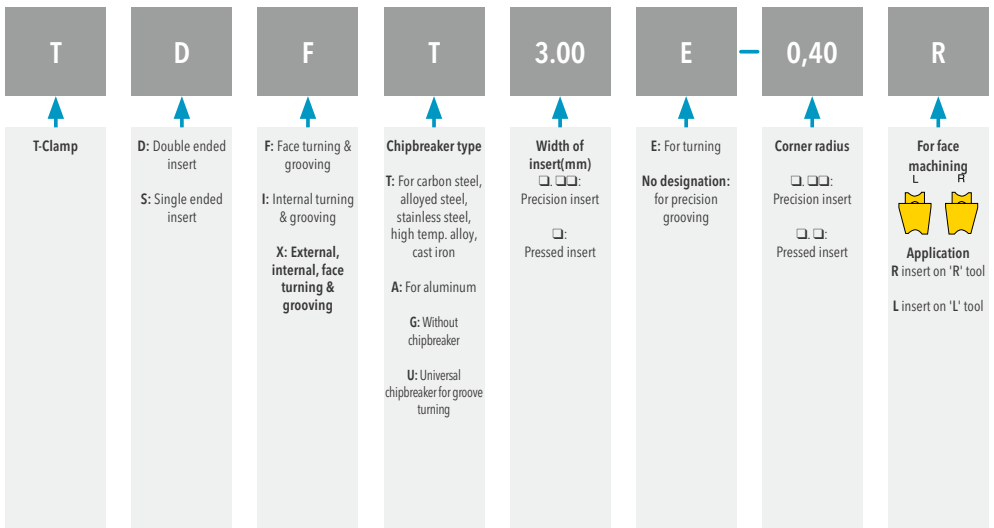 T
D
F
T
3.00
E
–
0,40
R
T-Clamp
D: Double ended
insert
S: Single ended
insert
F: Face turning &
grooving
I: Internal turning
& grooving
X: External,
internal, face
turning &
grooving
Chipbreaker type
T: For carbon steel,
alloyed steel,
stainless steel,
high temp. alloy,
cast iron
A: For aluminum
G: Without
chipbreaker
U: Universal
chipbreaker for groove
turning
Width of
insert(mm)
❏. ❏❏:
Precision insert
❏:
Pressed insert
E: For turning
No designation:
for precision
grooving
Corner radius
❏. ❏❏:
Precision insert
❏. ❏:
Pressed insert
For face
machining
L R
Application
R insert on 'R' tool
L insert on 'L' tool